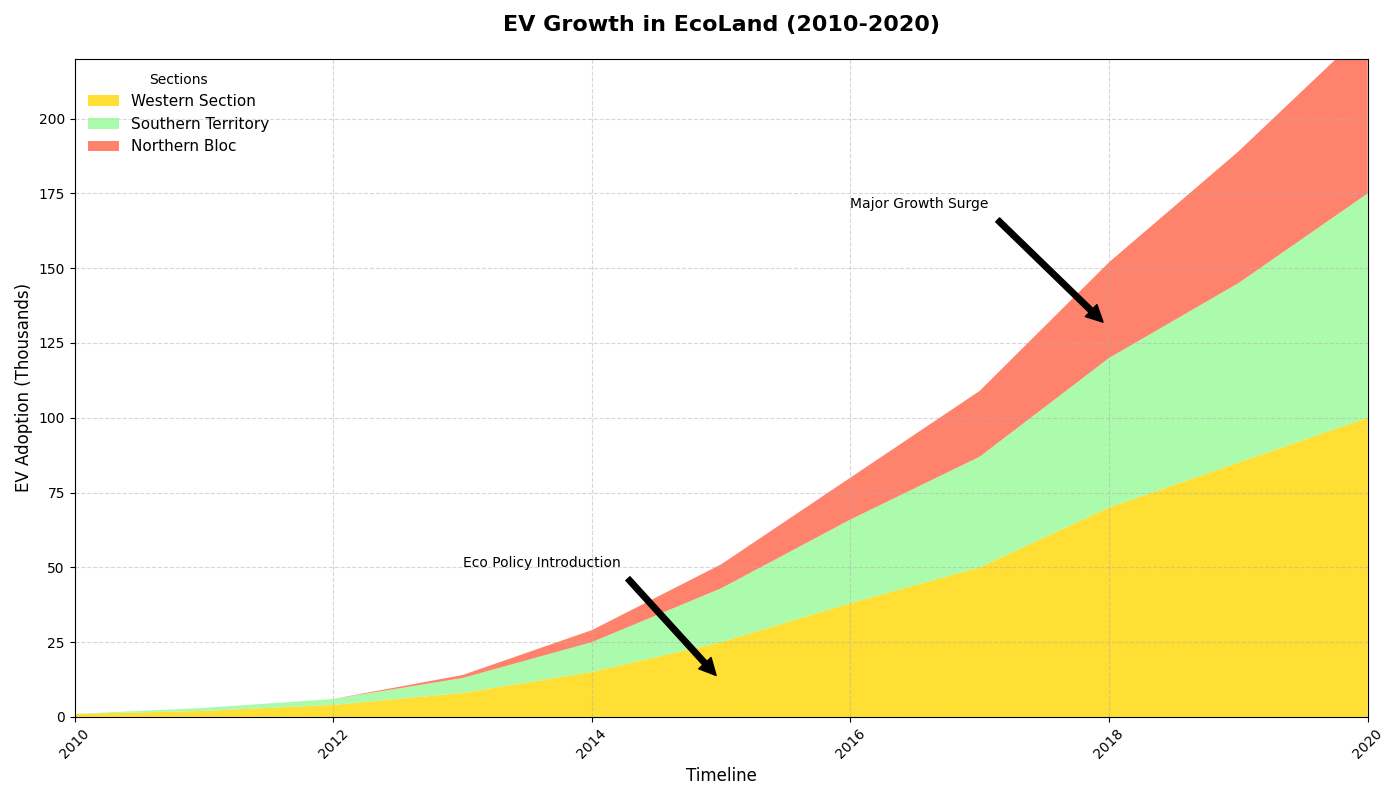 EV Growth in EcoLand (2010-2020)
Sections
Western Section
Southern Territory
Northern Bloc
Major Growth Surge
Eco Policy Introduction
EV Adoption (Thousands)
200
175
150
125
100
75
50
25
0
2010
2012
2014
2016
2018
2020
Timeline